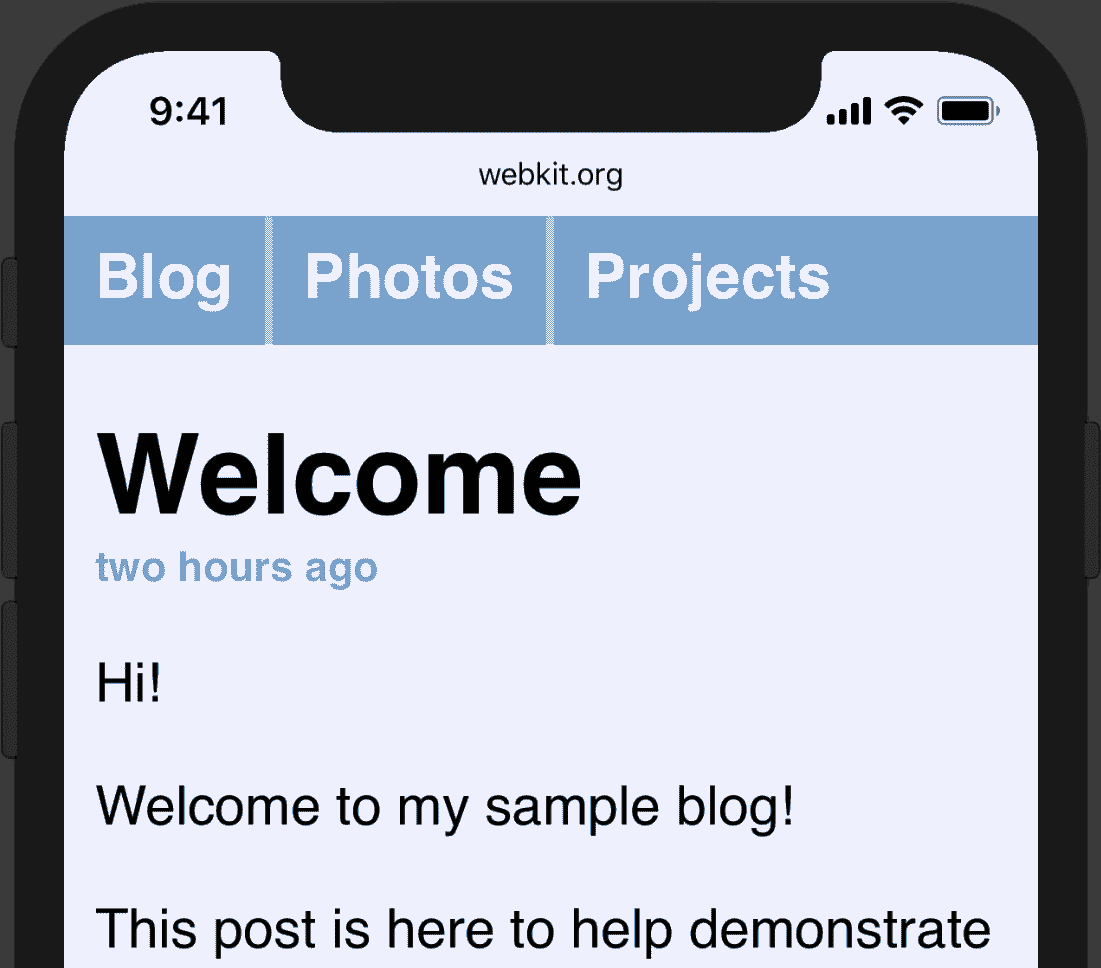 9:41
webkit.org
Blog Photos Projects
Welcome
two hours ago
Hi!
Welcome to my sample blog!
This post is here to help demonstrate